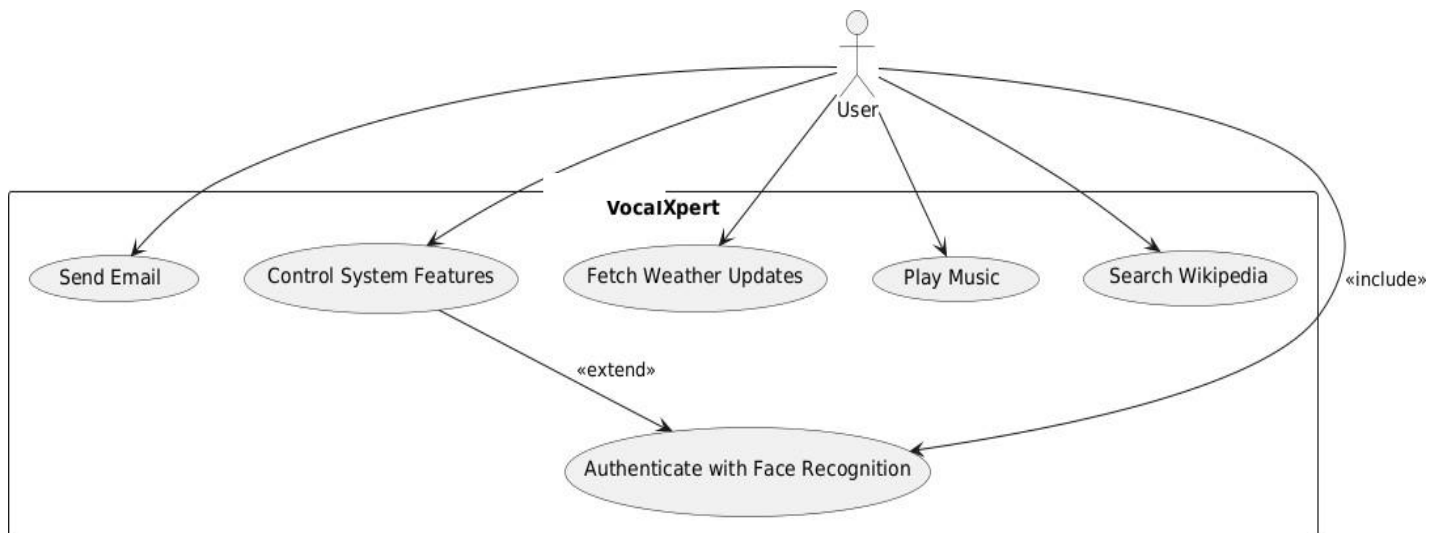 User
VocalXpert
Send Email
Control System Features
Fetch Weather Updates
Play Music
Search Wikipedia
«include»
«extend»
Authenticate with Face Recognition